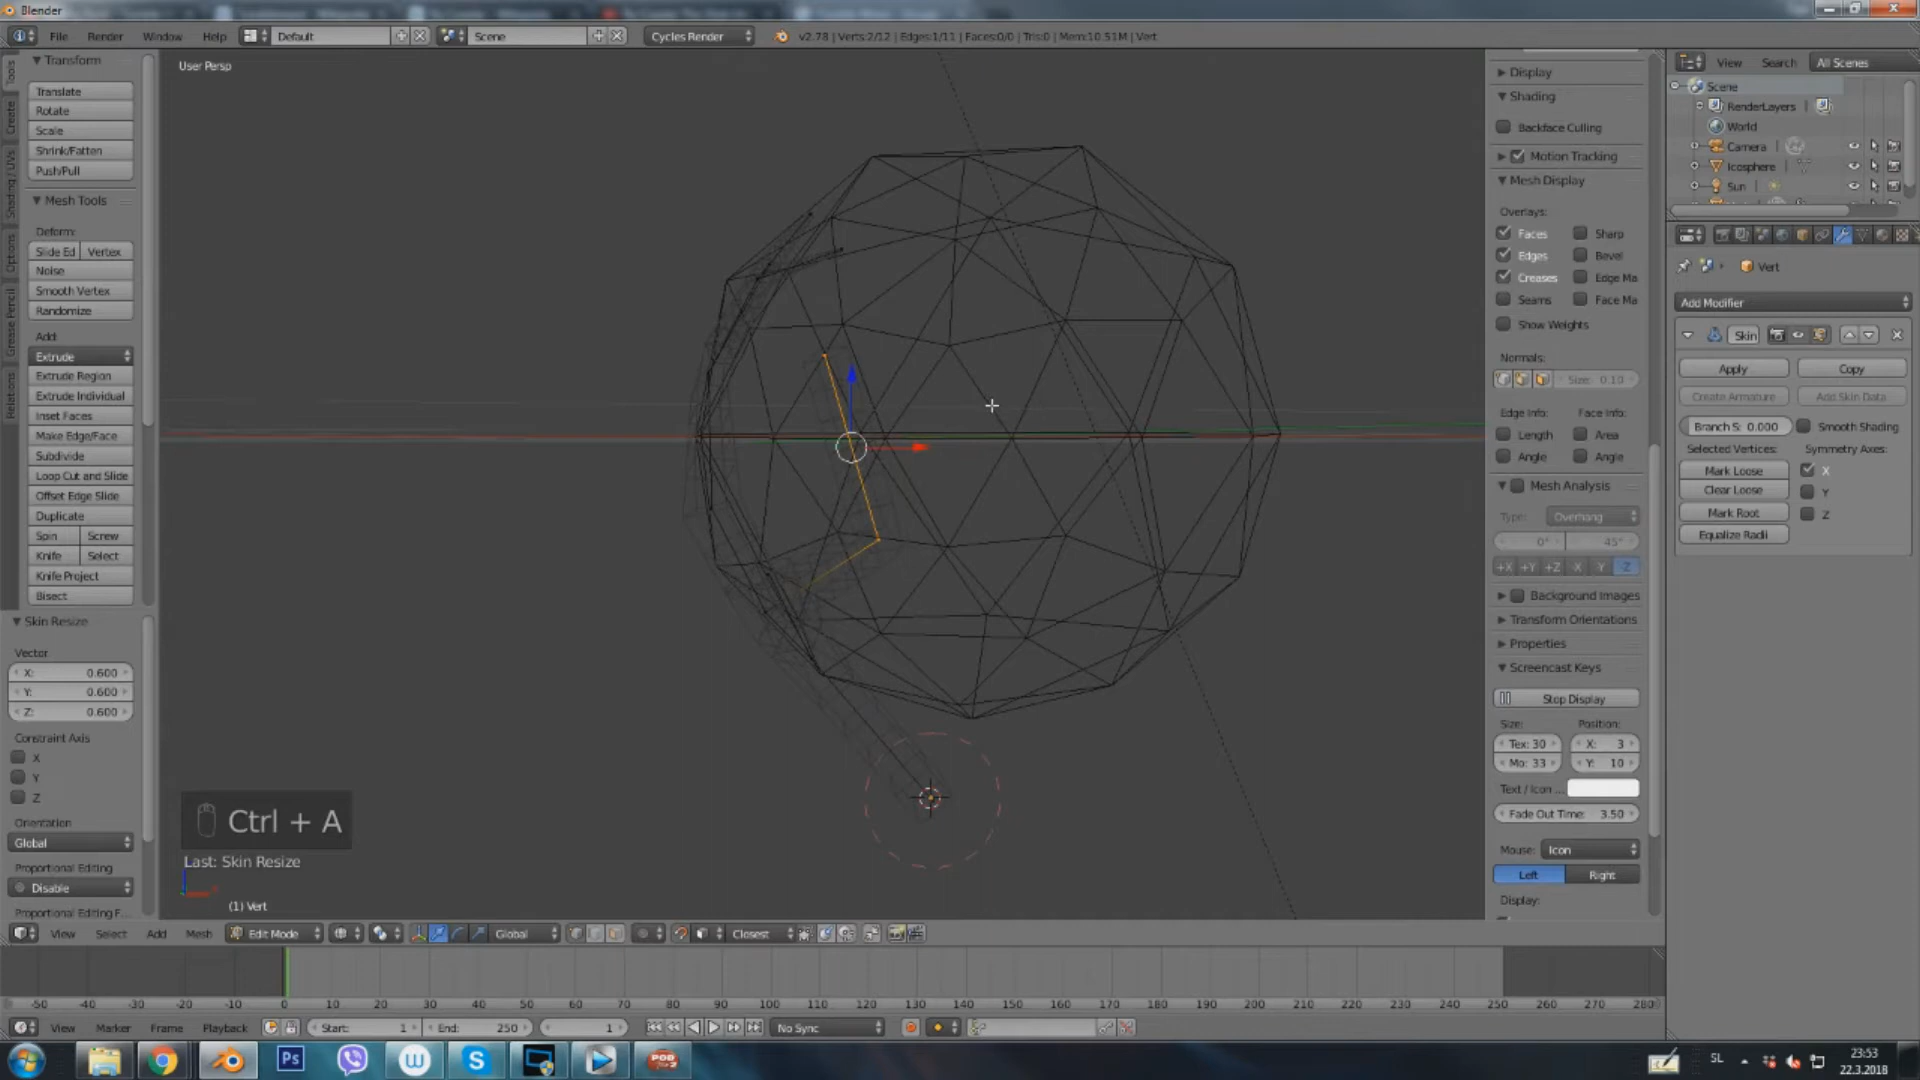 Blender
File Render Window Help Default Scene Cycles Render v2.78 | Verts:2/12 | Edges:1/11 | Faces:0/0 | Tris:0 | Mem:10.51M | Vert
Tools
Create
Shading / UVs
Options
Grease Pencil
Relations
Transform
Translate
Rotate
Scale
Shrink/Fatten
Push/Pull
Mesh Tools
Deform:
Slide Ed Vertex
Noise
Smooth Vertex
Randomize
Add:
Extrude
Extrude Region
Extrude Individual
Inset Faces
Make Edge/Face
Subdivide
Loop Cut and Slide
Offset Edge Slide
Duplicate
Spin Screw
Knife Select
Knife Project
Bisect
Skin Resize
Vector
X: 0.600
Y: 0.600
Z: 0.600
Constraint Axis
X
Y
Z
Orientation
Global
Proportional Editing
Disable
Proportional Editing F...
User Persp
Ctrl + A
Last: Skin Resize
(1) Vert
Display
Shading
Backface Culling
Motion Tracking
Mesh Display
Overlays:
Faces Sharp
Edges Bevel
Creases Edge Ma
Seams Face Ma
Show Weights
Normals:
Size: 0.10
Edge Info: Face Info:
Length Area
Angle Angle
Mesh Analysis
Type: Overhang
0° 45°
+X +Y +Z -X -Y -Z
Background Images
Transform Orientations
Properties
Screencast Keys
Stop Display
Size: Position:
Tex: 30 X: 3
Mo: 33 Y: 10
Text / Icon ...
Fade Out Time: 3.50
Mouse: Icon
Left Right
Display:
View Search All Scenes
Scene
RenderLayers
World
Camera
Icosphere
Sun
Vert
Add Modifier
Skin
Apply Copy
Create Armature Add Skin Data
Branch S: 0.000 Smooth Shading
Selected Vertices: Symmetry Axes:
Mark Loose X
Clear Loose Y
Mark Root Z
Equalize Radii
View Select Add Mesh Edit Mode Global Closest
-50 -40 -30 -20 -10 0 10 20 30 40 50 60 70 80 90 100 110 120 130 140 150 160 170 180 190 200 210 220 230 240 250 260 270 280
View Marker Frame Playback Start: 1 End: 250 1 No Sync
Ps W S POD SL 23:53
22.3.2018